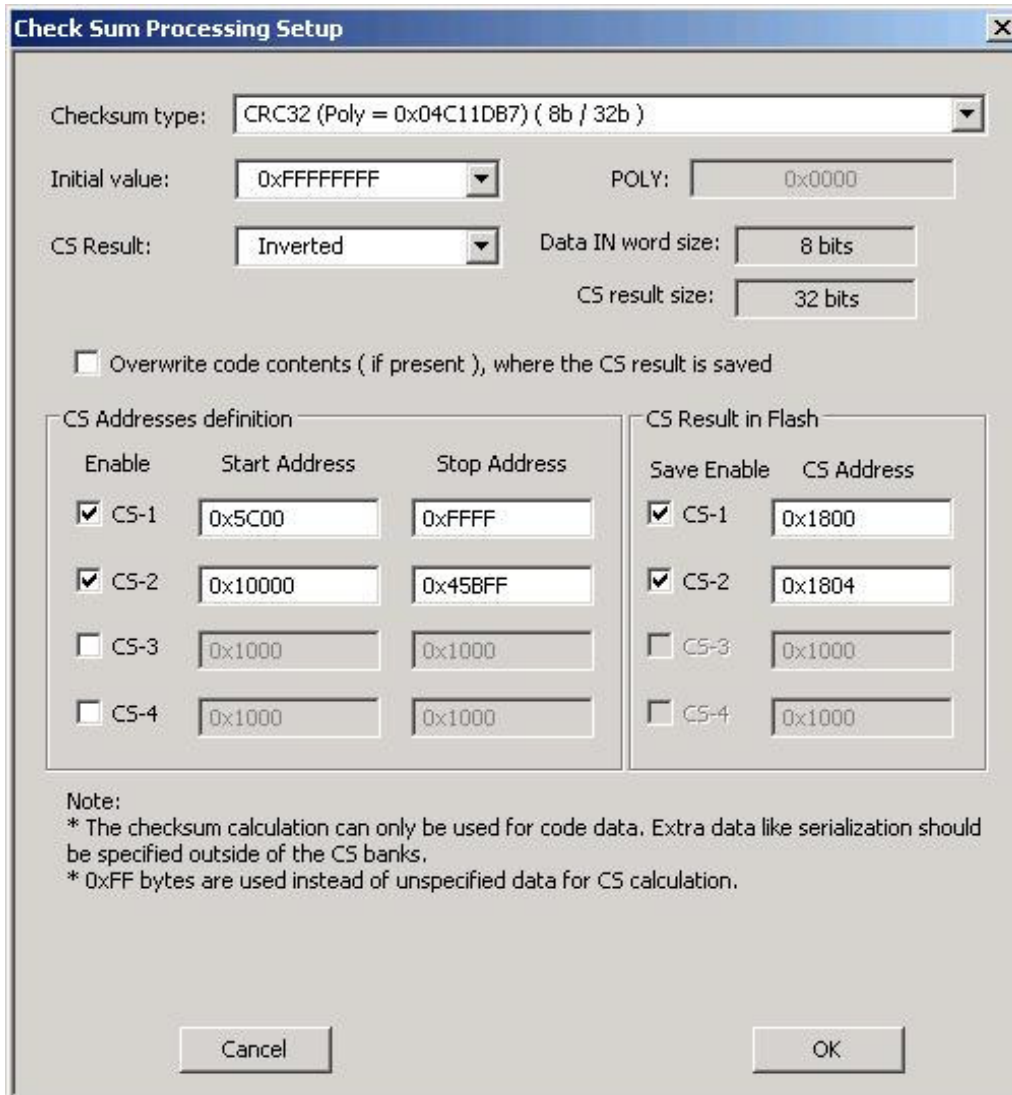 Check Sum Processing Setup
Checksum type: CRC32 (Poly = 0x04C11DB7) ( 8b / 32b )
Initial value: 0xFFFFFFFF POLY: 0x0000
CS Result: Inverted Data IN word size: 8 bits
CS result size: 32 bits
Overwrite code contents ( if present ), where the CS result is saved
CS Addresses definition CS Result in Flash
Enable Start Address Stop Address Save Enable CS Address
CS-1 0x5C00 0xFFFF CS-1 0x1800
CS-2 0x10000 0x45BFF CS-2 0x1804
CS-3 0x1000 0x1000 CS-3 0x1000
CS-4 0x1000 0x1000 CS-4 0x1000
Note:
* The checksum calculation can only be used for code data. Extra data like serialization should
be specified outside of the CS banks.
* 0xFF bytes are used instead of unspecified data for CS calculation.
Cancel OK